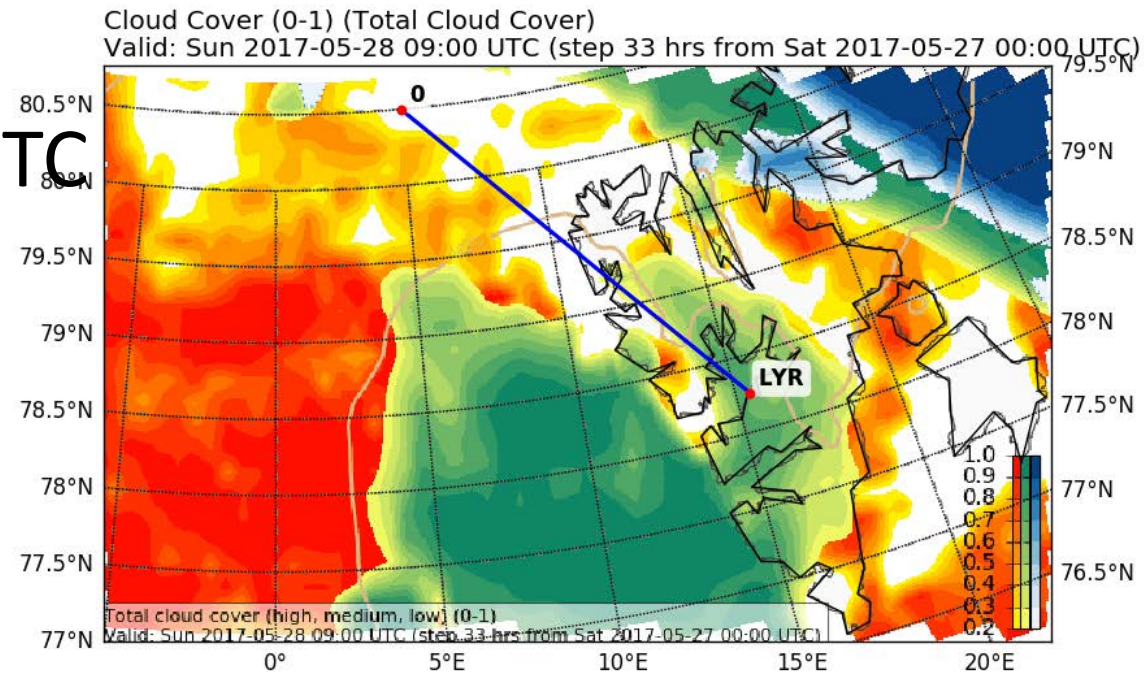 Cloud Cover (0-1) (Total Cloud Cover)
Valid: Sun 2017-05-28 09:00 UTC (step 33 hrs from Sat 2017-05-27 00:00 UTC)
79.5°N
80.5°N
0
TC
79°N
80°N
79.5°N
78.5°N
79°N
78°N
LYR
78.5°N
77.5°N
1.0
0.9
78°N
77°N
0.8
0.7
0.6
77.5°N
76.5°N
0.5
0.4
0.3
0.2
Total cloud cover (high, medium, low) (0-1)
Valid: Sun 2017-05-28 09:00 UTC (step 33 hrs from Sat 2017-05-27 00:00 UTC)
77°N
0°
5°E
10°E
15°E
20°E